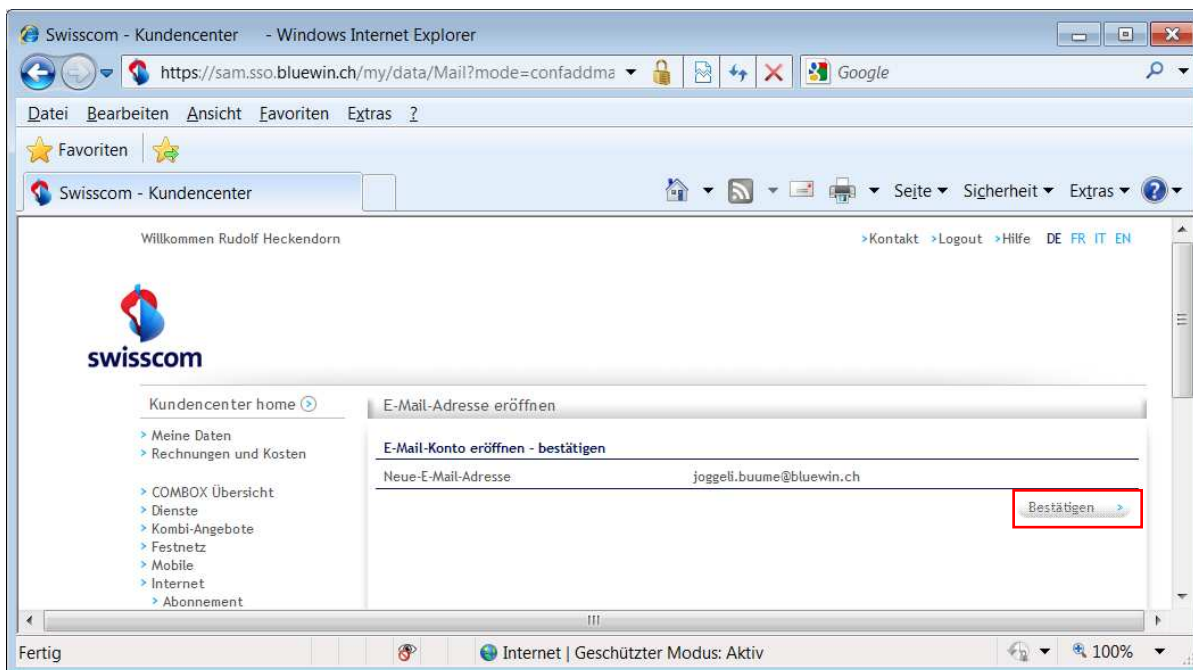 Swisscom - Kundencenter - Windows Internet Explorer
https://sam.sso.bluewin.ch/my/data/Mail?mode=confaddma
Google
Datei Bearbeiten Ansicht Favoriten Extras ?
Favoriten
Swisscom - Kundencenter
Seite Sicherheit Extras
Willkommen Rudolf Heckendorn
>Kontakt >Logout >Hilfe DE FR IT EN
swisscom
Kundencenter home
E-Mail-Adresse eröffnen
> Meine Daten
> Rechnungen und Kosten
E-Mail-Konto eröffnen - bestätigen
Neue-E-Mail-Adresse joggeli.buume@bluewin.ch
Bestätigen >
> COMBOX Übersicht
> Dienste
> Kombi-Angebote
> Festnetz
> Mobile
> Internet
> Abonnement
Fertig
Internet | Geschützter Modus: Aktiv
100%